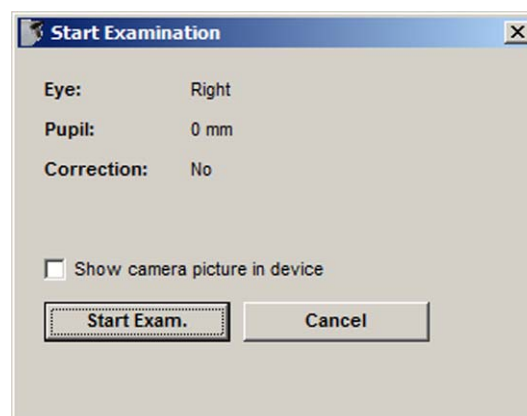 Start Examination
Eye: Right
Pupil: 0 mm
Correction: No
Show camera picture in device
Start Exam. Cancel